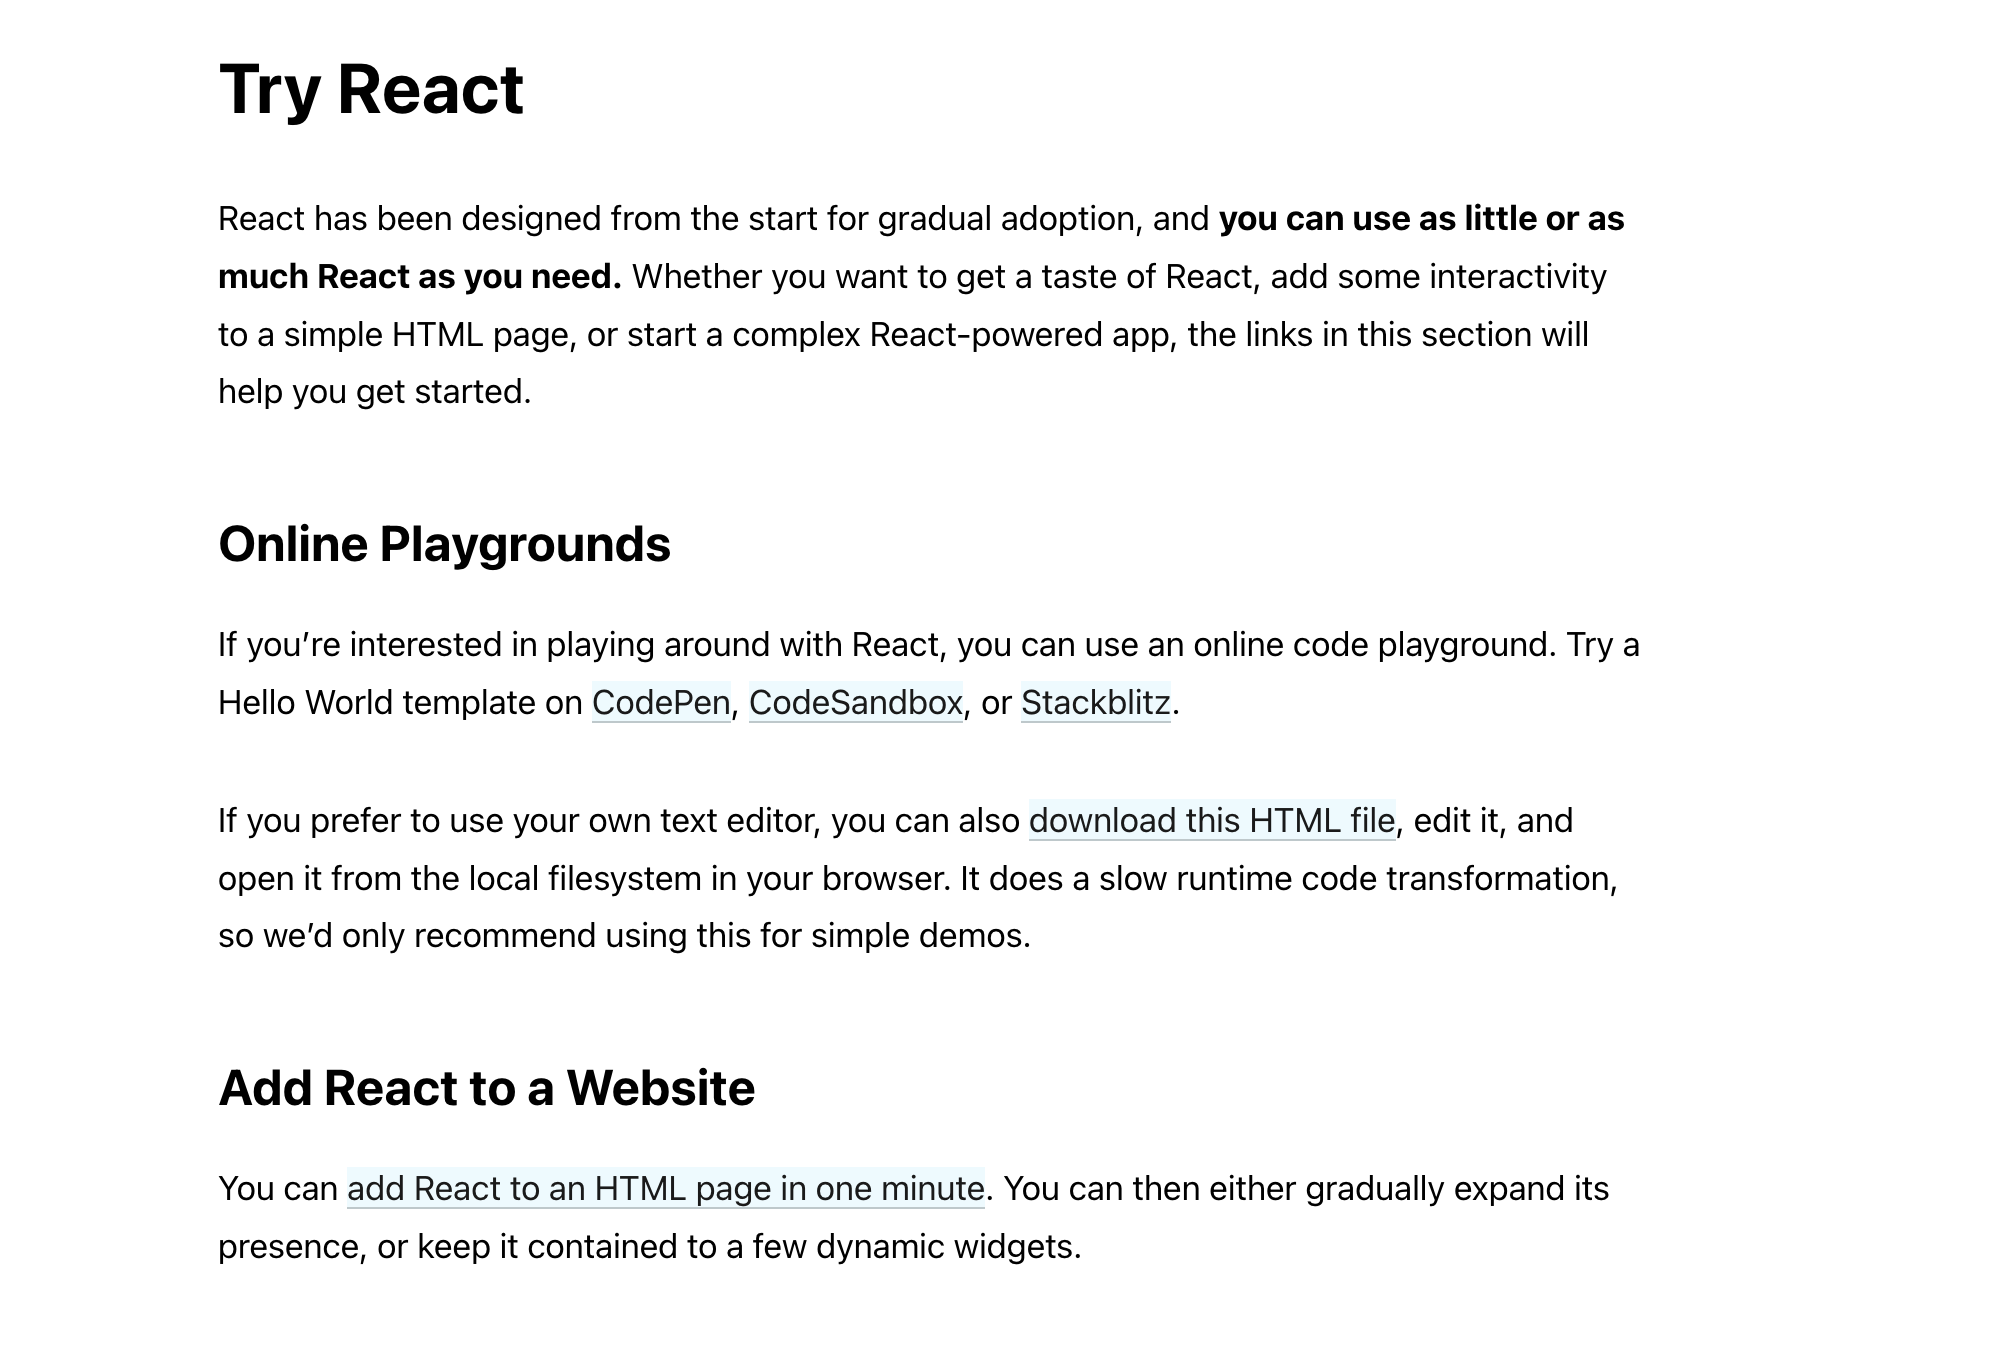 Try React
React has been designed from the start for gradual adoption, and you can use as little or as
much React as you need. Whether you want to get a taste of React, add some interactivity
to a simple HTML page, or start a complex React-powered app, the links in this section will
help you get started.
Online Playgrounds
If you’re interested in playing around with React, you can use an online code playground. Try a
Hello World template on CodePen, CodeSandbox, or Stackblitz.
If you prefer to use your own text editor, you can also download this HTML file, edit it, and
open it from the local filesystem in your browser. It does a slow runtime code transformation,
so we’d only recommend using this for simple demos.
Add React to a Website
You can add React to an HTML page in one minute. You can then either gradually expand its
presence, or keep it contained to a few dynamic widgets.